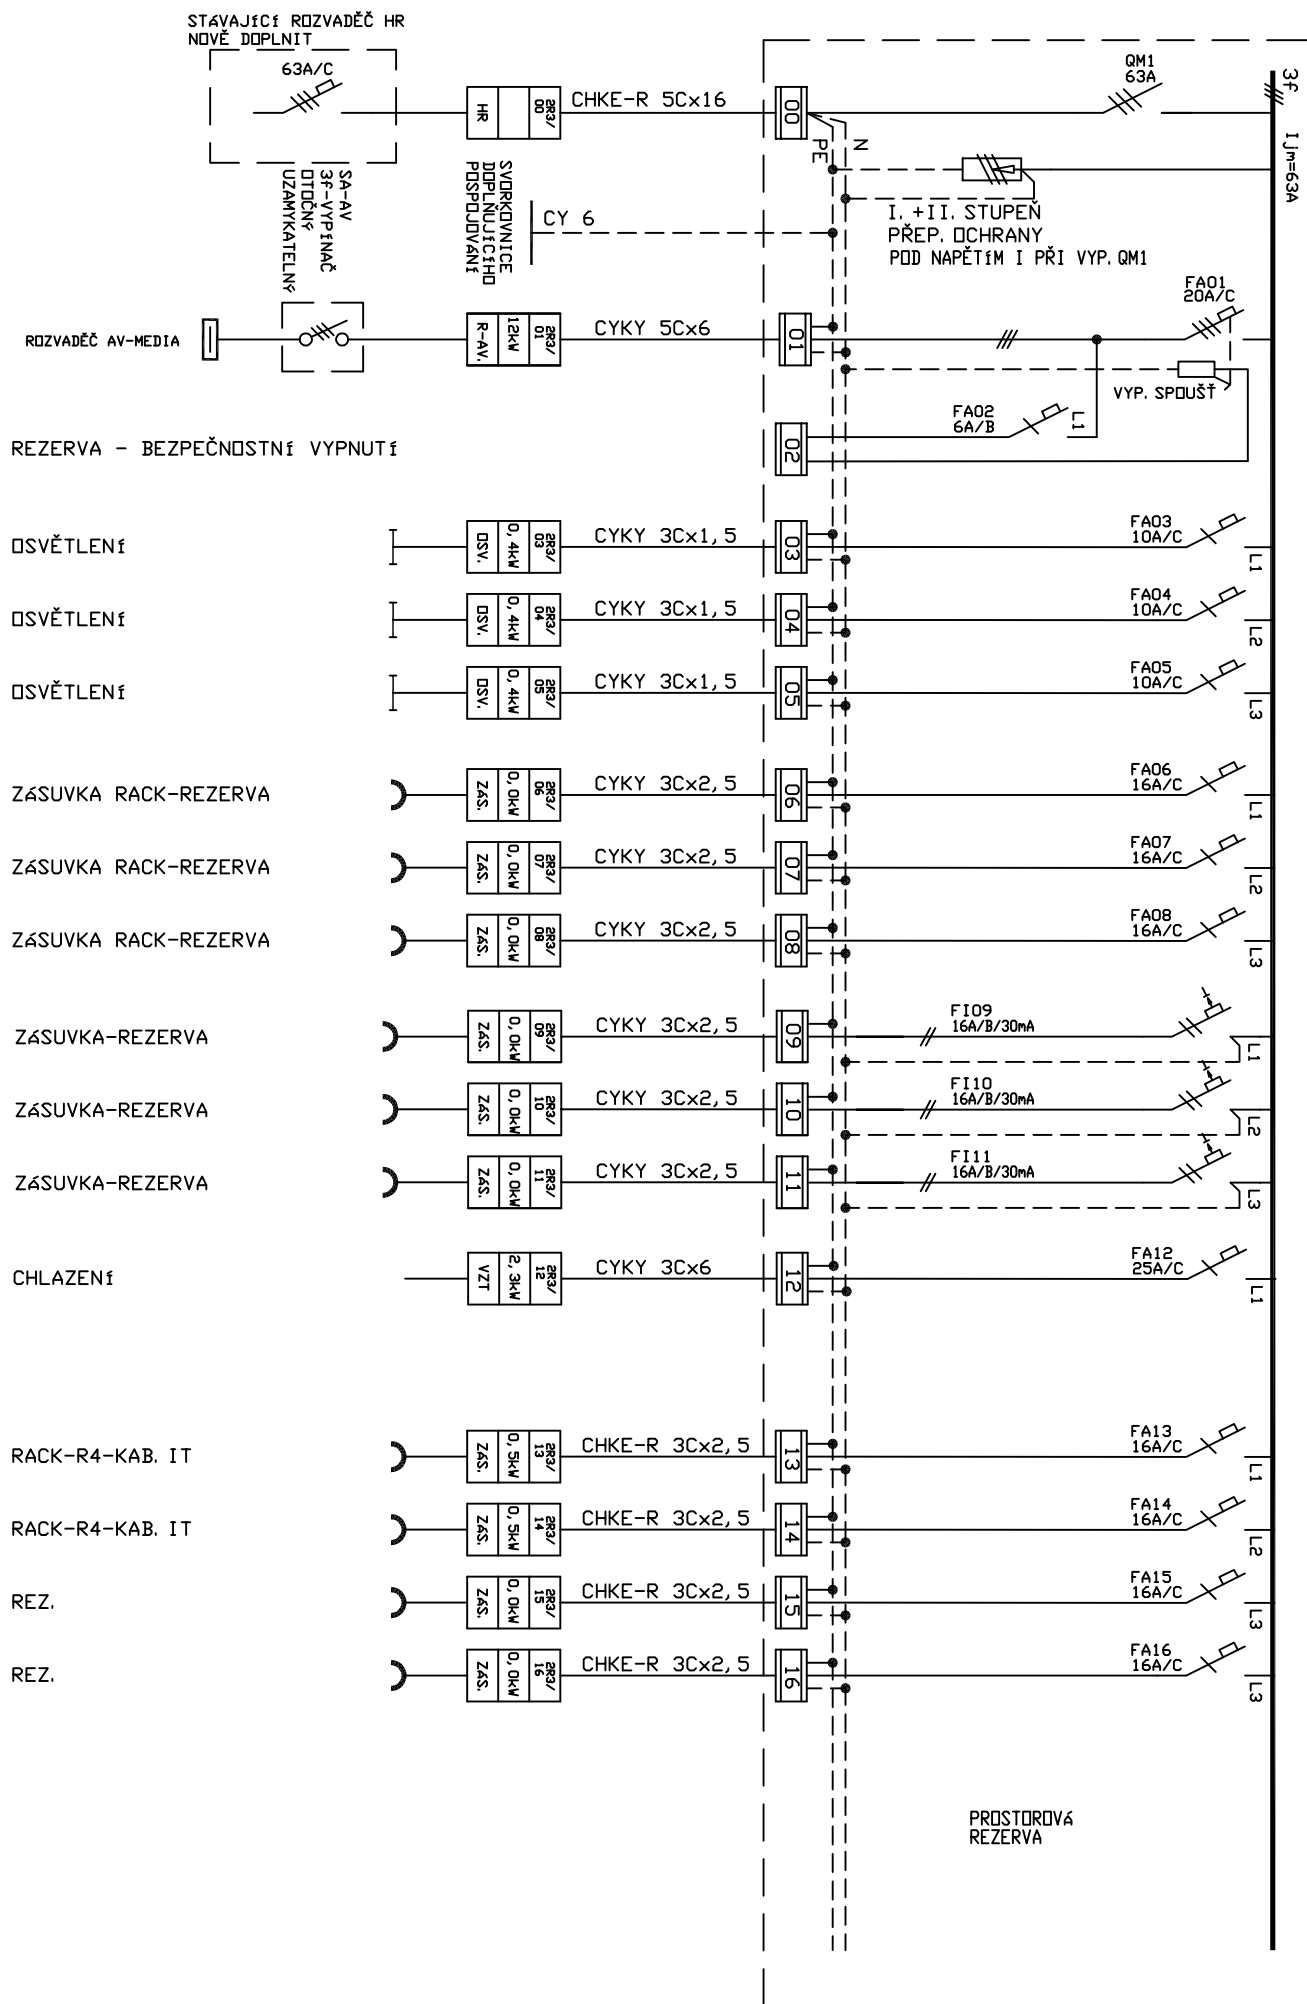 STÁVAJÍCÍ ROZVADĚČ HR
NOVĚ DOPLNIT
63A/C
HR
2R3/
00
CHKE-R 5Cx16
00
QM1
63A
3f
Ijm=63A
N
PE
SA-AV
3f-VYPÍNAČ
OTOČNÝ
UZAMYKATELNÝ
SVORKOVNICE
DOPLŇUJÍCÍHO
POSPOJOVÁNÍ
CY 6
I. +II. STUPEŇ
PŘEP. OCHRANY
POD NAPĚTÍM I PŘI VYP. QM1
ROZVADĚČ AV-MEDIA
R-AV.
12kW
2R3/
01
CYKY 5Cx6
01
FA01
20A/C
VYP. SPOUŠŤ
FA02
6A/B
L1
REZERVA - BEZPEČNOSTNÍ VYPNUTÍ
02
OSVĚTLENÍ
OSV.
0,4kW
2R3/
03
CYKY 3Cx1,5
03
FA03
10A/C
L1
OSVĚTLENÍ
OSV.
0,4kW
2R3/
04
CYKY 3Cx1,5
04
FA04
10A/C
L2
OSVĚTLENÍ
OSV.
0,4kW
2R3/
05
CYKY 3Cx1,5
05
FA05
10A/C
L3
ZÁSUVKA RACK-REZERVA
ZÁS.
0,0kW
2R3/
06
CYKY 3Cx2,5
06
FA06
16A/C
L1
ZÁSUVKA RACK-REZERVA
ZÁS.
0,0kW
2R3/
07
CYKY 3Cx2,5
07
FA07
16A/C
L2
ZÁSUVKA RACK-REZERVA
ZÁS.
0,0kW
2R3/
08
CYKY 3Cx2,5
08
FA08
16A/C
L3
ZÁSUVKA-REZERVA
ZÁS.
0,0kW
2R3/
09
CYKY 3Cx2,5
09
FI09
16A/B/30mA
L1
ZÁSUVKA-REZERVA
ZÁS.
0,0kW
2R3/
10
CYKY 3Cx2,5
10
FI10
16A/B/30mA
L2
ZÁSUVKA-REZERVA
ZÁS.
0,0kW
2R3/
11
CYKY 3Cx2,5
11
FI11
16A/B/30mA
L3
CHLAZENÍ
VZT
2,3kW
2R3/
12
CYKY 3Cx6
12
FA12
25A/C
L1
RACK-R4-KAB. IT
ZÁS.
0,5kW
2R3/
13
CHKE-R 3Cx2,5
13
FA13
16A/C
L1
RACK-R4-KAB. IT
ZÁS.
0,5kW
2R3/
14
CHKE-R 3Cx2,5
14
FA14
16A/C
L2
REZ.
ZÁS.
0,0kW
2R3/
15
CHKE-R 3Cx2,5
15
FA15
16A/C
L3
REZ.
ZÁS.
0,0kW
2R3/
16
CHKE-R 3Cx2,5
16
FA16
16A/C
L3
PROSTOROVÁ
REZERVA